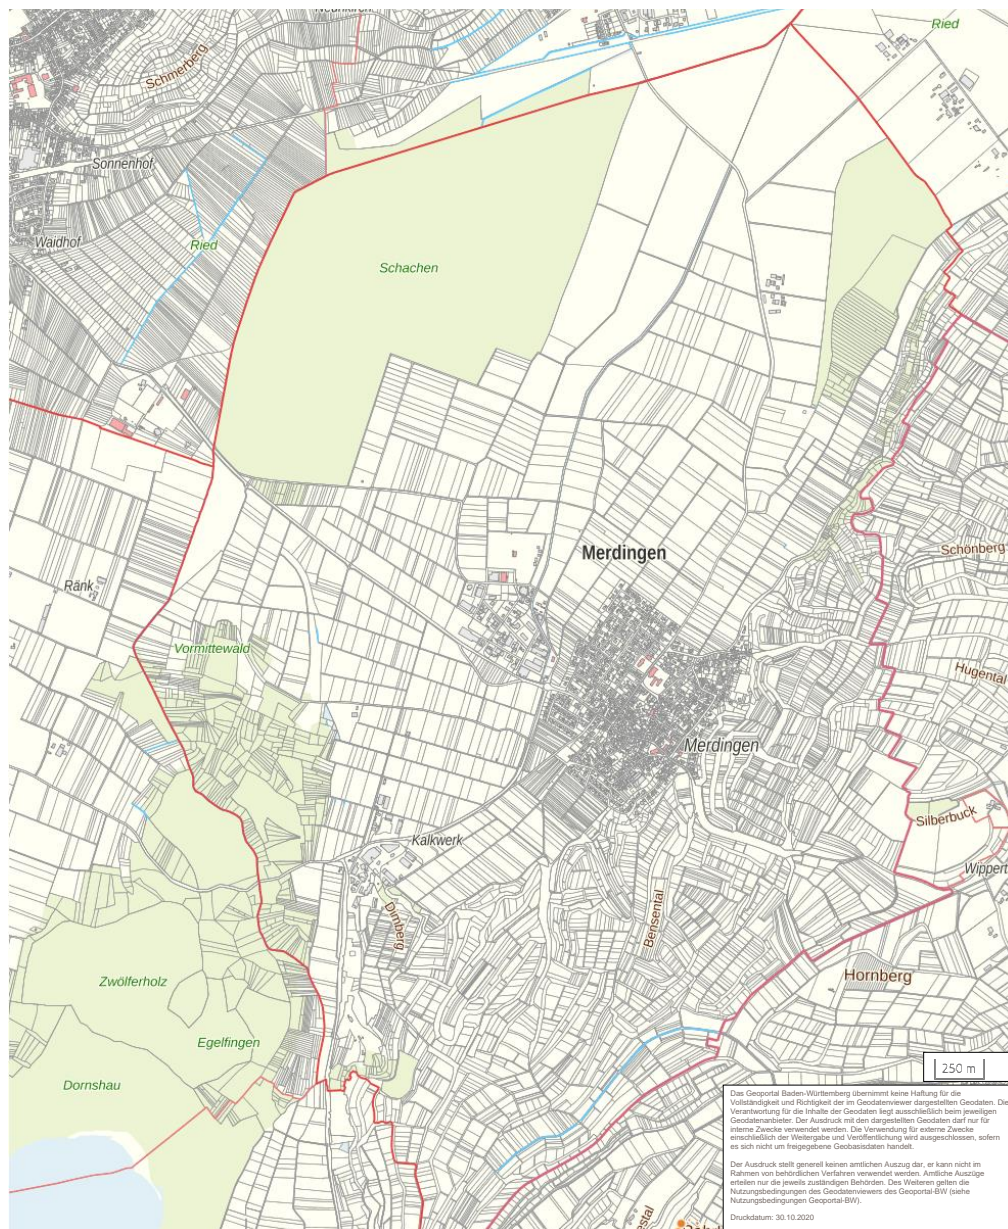 Ried
Schmerberg
Sonnenhof
Ried
Waidhof
Schachen
Merdingen
Schönberg
Ränk
Vormittewald
Hugental
Merdingen
Silberbuck
Kalkwerk
Wippert
Dimberg
Bensental
Hornberg
Zwölferholz
Egelfingen
Dornshau
250 m
Das Geoportal Baden-Württemberg übernimmt keine Haftung für die
Vollständigkeit und Richtigkeit der im Geodatenviewer dargestellten Geodaten. Die
Verantwortung für die Inhalte der Geodaten liegt ausschließlich beim jeweiligen
Geodatenanbieter. Der Ausdruck mit den dargestellten Geodaten darf nur für
interne Zwecke verwendet werden. Die Verwendung für externe Zwecke
einschließlich der Weitergabe und Veröffentlichung wird ausgeschlossen, sofern
es sich nicht um freigegebene Geobasisdaten handelt.
Der Ausdruck stellt generell keinen amtlichen Auszug dar, er kann nicht im
Rahmen von behördlichen Verfahren verwendet werden. Amtliche Auszüge
erteilen nur die jeweils zuständigen Behörden. Des Weiteren gelten die
Nutzungsbedingungen des Geodatenviewers des Geoportal-BW (siehe
Nutzungsbedingungen Geoportal-BW).
Druckdatum: 30.10.2020